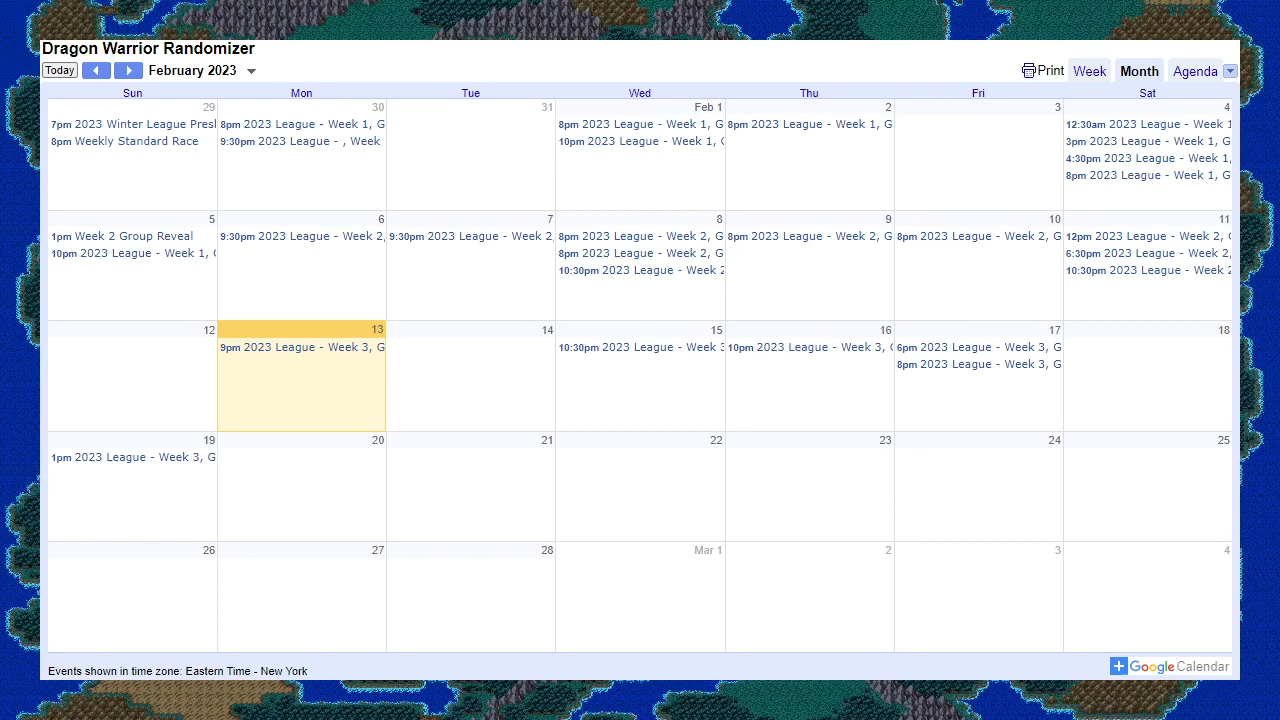 Dragon Warrior Randomizer
Today February 2023 Print Week Month Agenda
Sun Mon Tue Wed Thu Fri Sat
29 30 31 Feb 1 2 3 4
7pm 2023 Winter League Pres
8pm Weekly Standard Race
8pm 2023 League - Week 1, G
9:30pm 2023 League - , Week
8pm 2023 League - Week 1, G
10pm 2023 League - Week 1,
8pm 2023 League - Week 1, G
12:30am 2023 League - Week 1
3pm 2023 League - Week 1, G
4:30pm 2023 League - Week 1,
8pm 2023 League - Week 1, G
5 6 7 8 9 10 11
1pm Week 2 Group Reveal
10pm 2023 League - Week 1,
9:30pm 2023 League - Week 2,
9:30pm 2023 League - Week 2,
8pm 2023 League - Week 2, G
8pm 2023 League - Week 2, G
10:30pm 2023 League - Week 2
8pm 2023 League - Week 2, G
8pm 2023 League - Week 2, G
12pm 2023 League - Week 2,
6:30pm 2023 League - Week 2,
10:30pm 2023 League - Week 2
12 13 14 15 16 17 18
9pm 2023 League - Week 3, G
10:30pm 2023 League - Week 3
10pm 2023 League - Week 3,
6pm 2023 League - Week 3, G
8pm 2023 League - Week 3, G
19 20 21 22 23 24 25
1pm 2023 League - Week 3, G
26 27 28 Mar 1 2 3 4
Events shown in time zone: Eastern Time - New York
Google Calendar